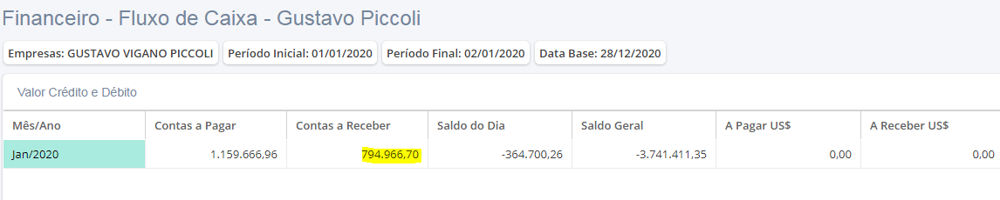 Financeiro - Fluxo de Caixa - Gustavo Piccoli
Empresas: GUSTAVO VIGANO PICCOLI Período Inicial: 01/01/2020 Período Final: 02/01/2020 Data Base: 28/12/2020
Valor Crédito e Débito
Mês/Ano Contas a Pagar Contas a Receber Saldo do Dia Saldo Geral A Pagar US$ A Receber US$
Jan/2020 1.159.666,96 794.966,70 -364.700,26 -3.741.411,35 0,00 0,00